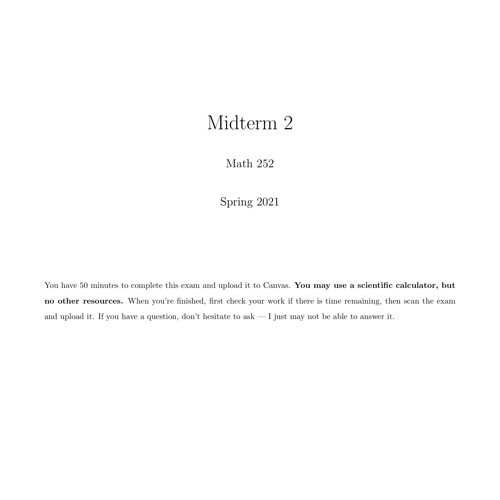 Midterm 2
Math 252
Spring 2021
You have 50 minutes to complete this exam and upload it to Canvas. You may use a scientific calculator, but
no other resources. When you're finished, first check your work if there is time remaining, then scan the exam
and upload it. If you have a question, don't hesitate to ask — I just may not be able to answer it.